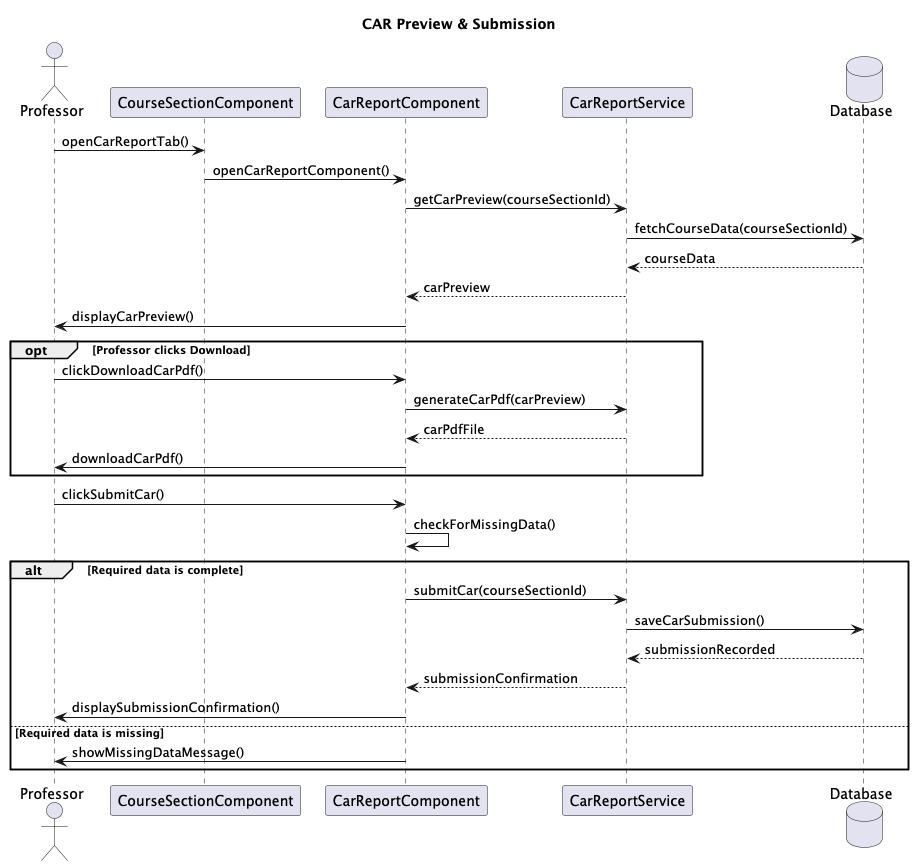 CAR Preview & Submission
Professor
CourseSectionComponent
CarReportComponent
CarReportService
Database
openCarReportTab()
openCarReportComponent()
getCarPreview(courseSectionId)
fetchCourseData(courseSectionId)
courseData
carPreview
displayCarPreview()
opt
[Professor clicks Download]
clickDownloadCarPdf()
generateCarPdf(carPreview)
carPdfFile
downloadCarPdf()
clickSubmitCar()
checkForMissingData()
alt
[Required data is complete]
submitCar(courseSectionId)
saveCarSubmission()
submissionRecorded
submissionConfirmation
displaySubmissionConfirmation()
[Required data is missing]
showMissingDataMessage()
Professor
CourseSectionComponent
CarReportComponent
CarReportService
Database